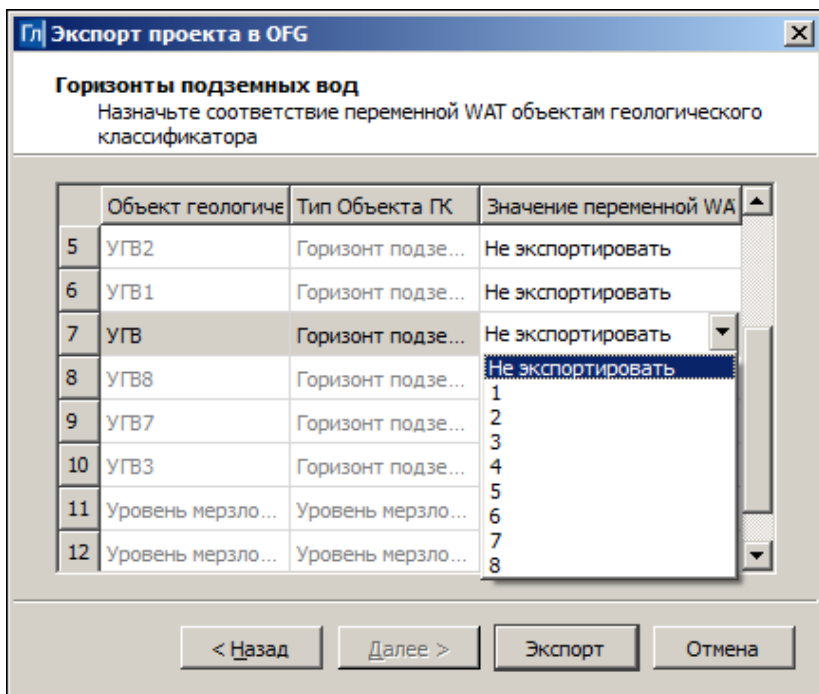 Гл Экспорт проекта в OFG
Горизонты подземных вод
Назначьте соответствие переменной WAT объектам геологического
классификатора
Объект геологиче Тип Объекта ГК Значение переменной WA
5 УГВ2 Горизонт подзе... Не экспортировать
6 УГВ1 Горизонт подзе... Не экспортировать
7 УГВ Горизонт подзе... Не экспортировать
8 УГВ8 Горизонт подзе... Не экспортировать
9 УГВ7 Горизонт подзе... 1
10 УГВ3 Горизонт подзе... 2
11 Уровень мерзло... Уровень мерзло... 3
12 Уровень мерзло... Уровень мерзло... 4
5
6
7
8
< Назад Далее > Экспорт Отмена